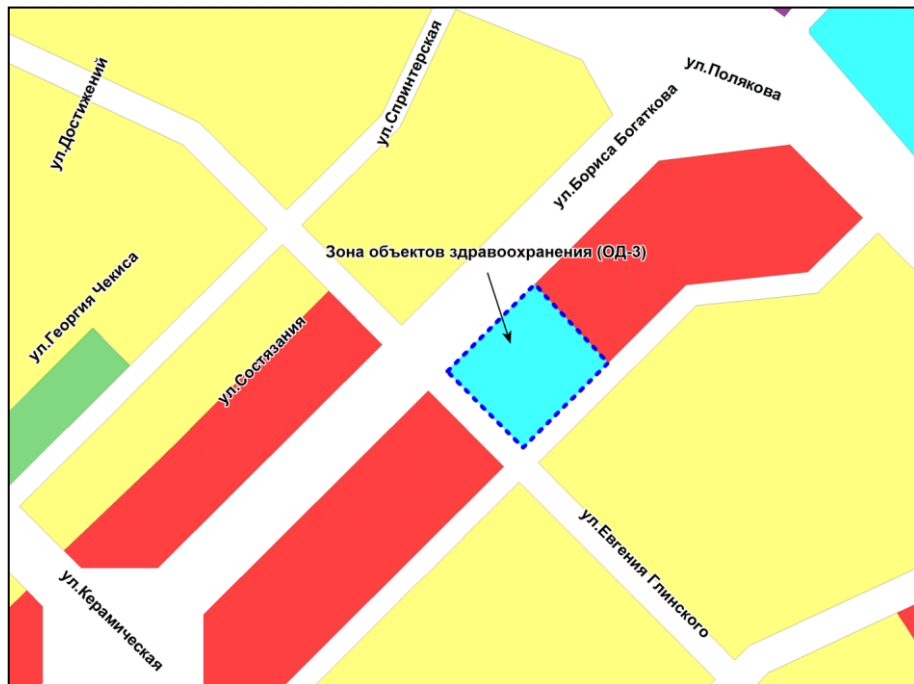 ул.Спринтерская
ул.Достижений
ул.Полякова
ул.Бориса Богаткова
Зона объектов здравоохранения (ОД-3)
ул.Георгия Чекиса
ул.Состязания
ул.Евгения Глинского
ул.Керамическая